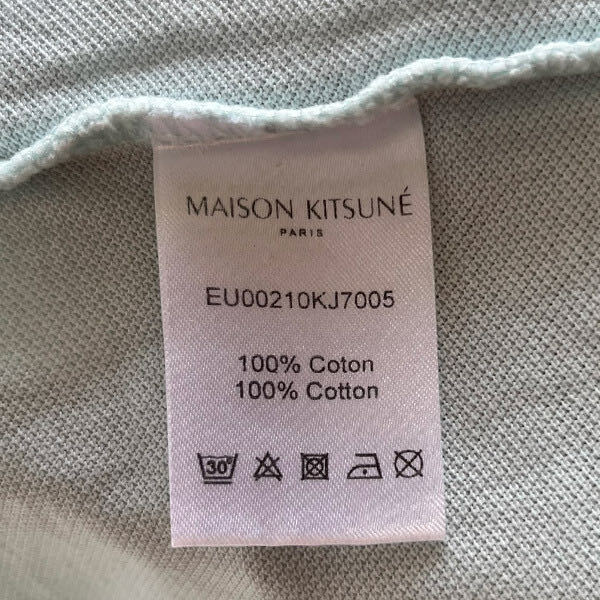 MAISON KITSUNÉ
PARIS
EU00210KJ7005
100% Coton
100% Cotton
30°